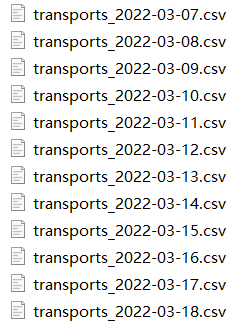 transports_2022-03-07.csv
transports_2022-03-08.csv
transports_2022-03-09.csv
transports_2022-03-10.csv
transports_2022-03-11.csv
transports_2022-03-12.csv
transports_2022-03-13.csv
transports_2022-03-14.csv
transports_2022-03-15.csv
transports_2022-03-16.csv
transports_2022-03-17.csv
transports_2022-03-18.csv